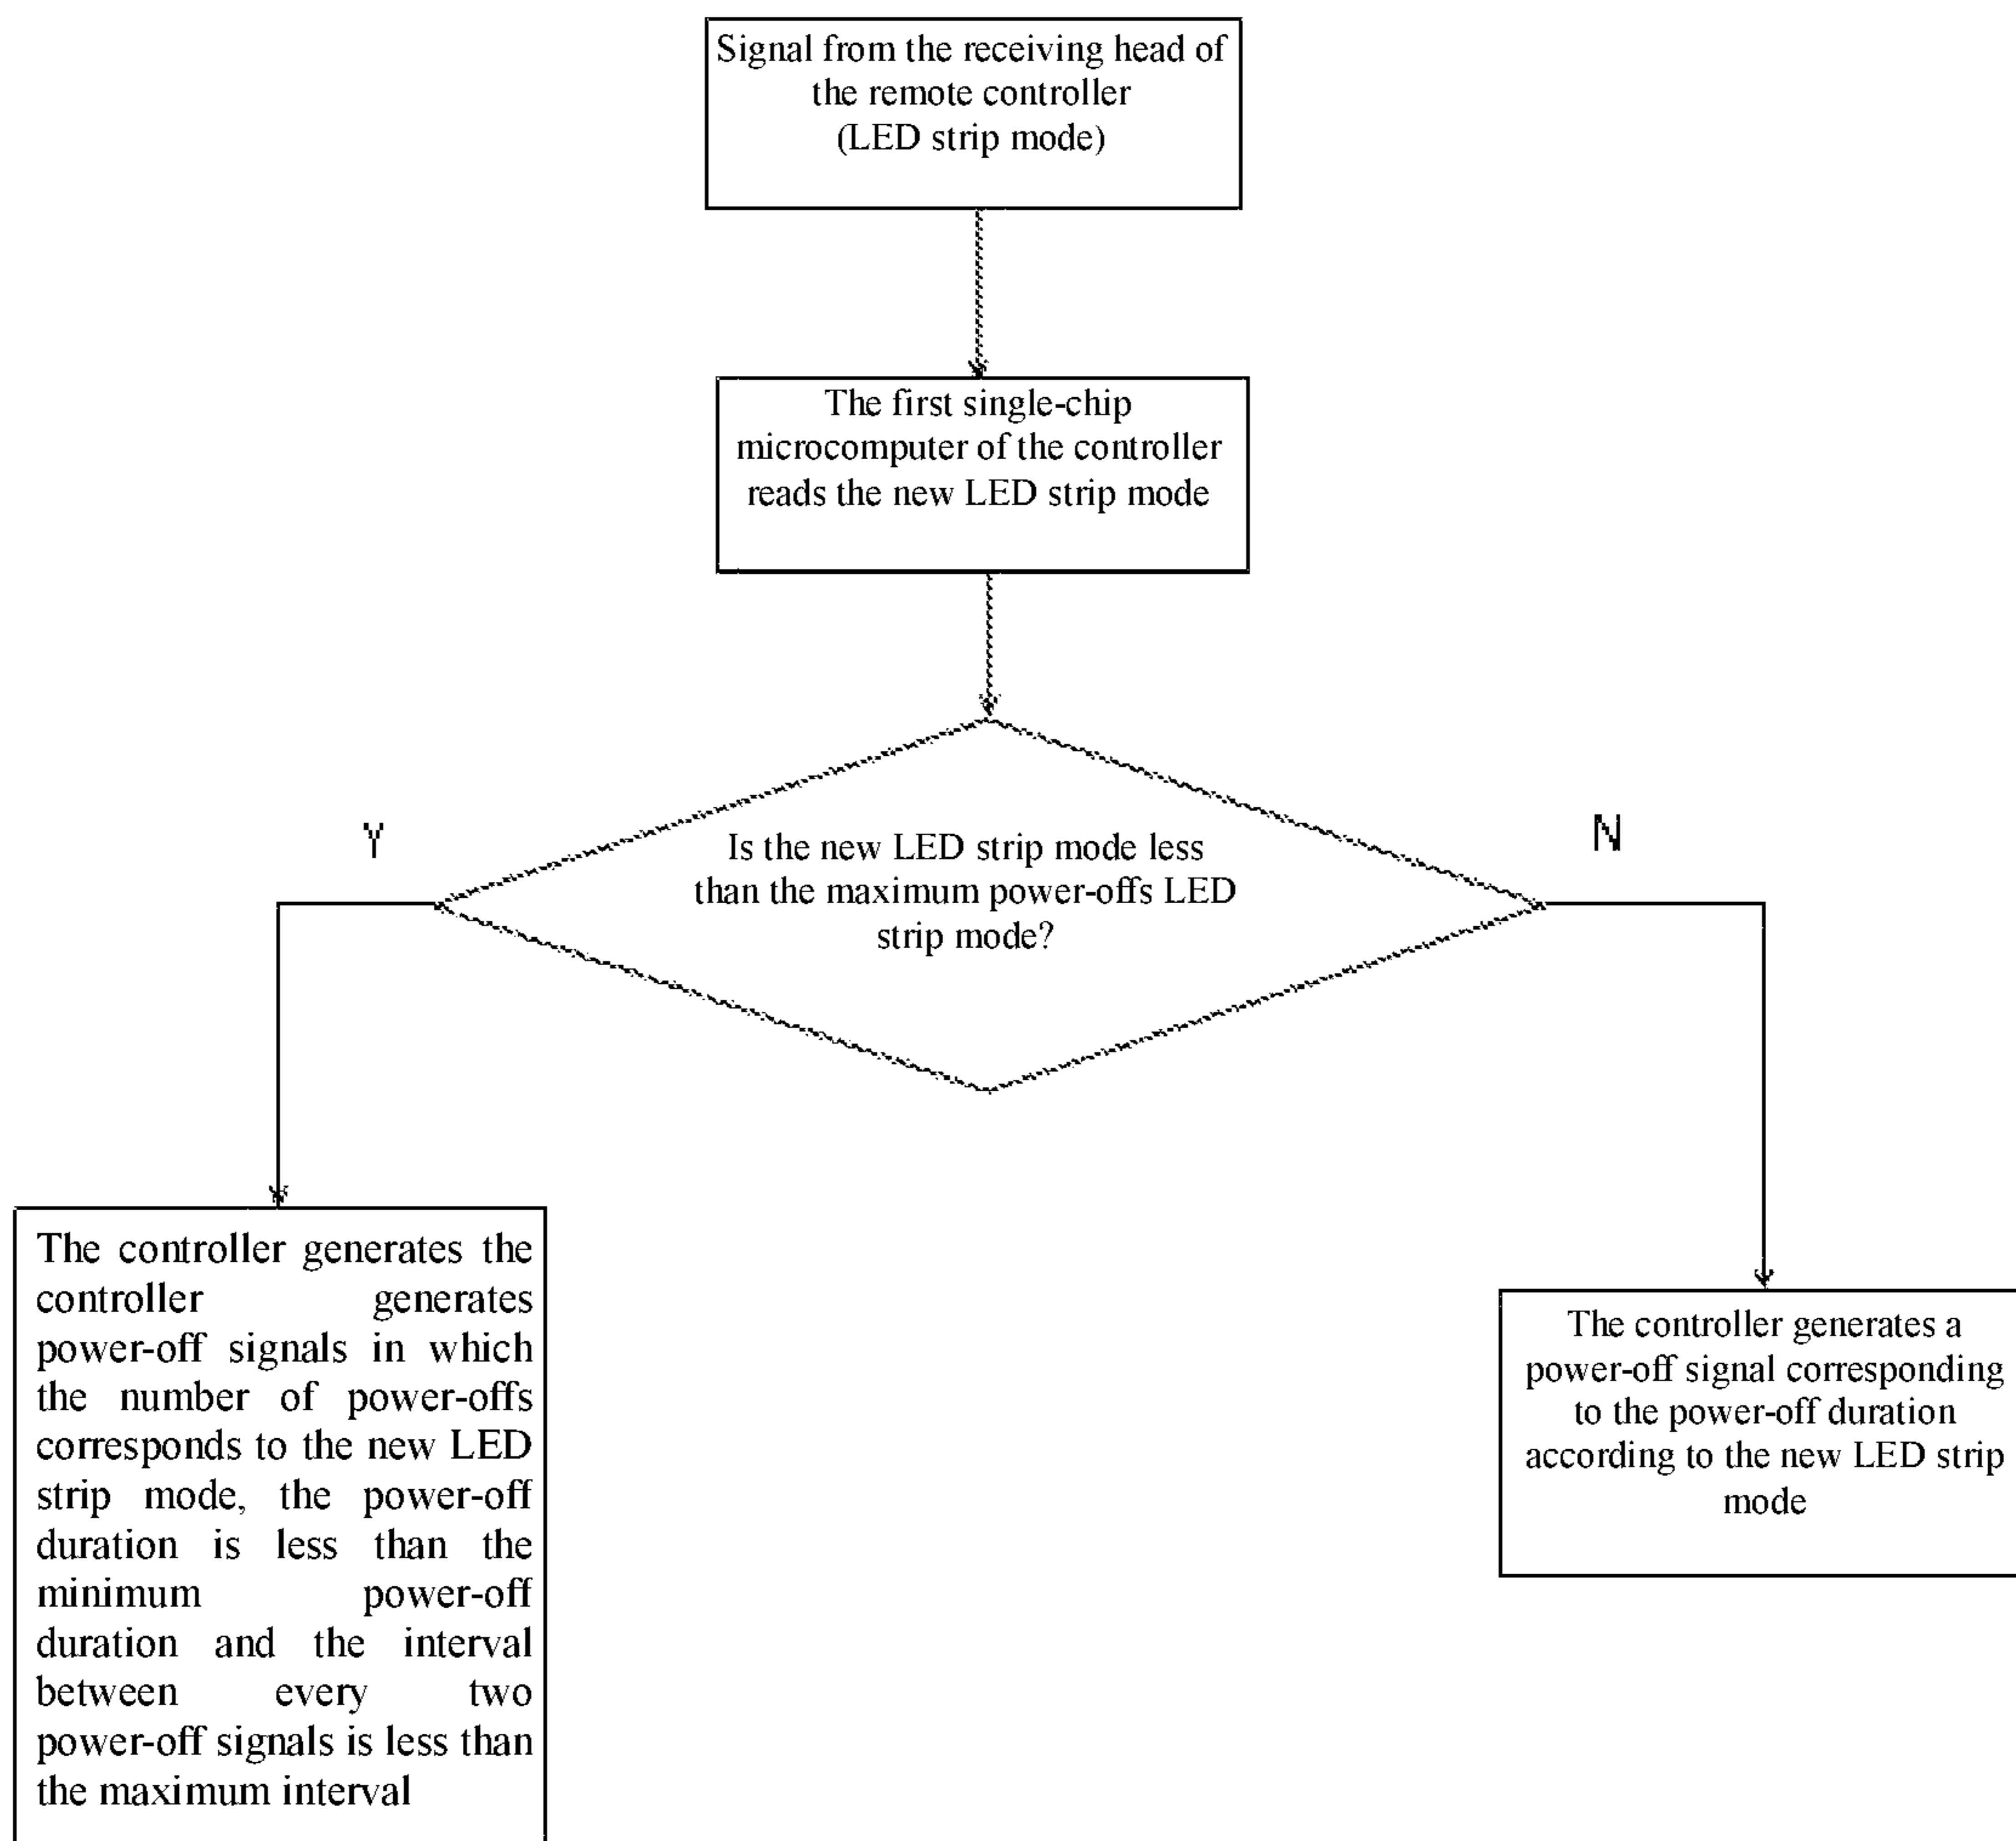 Signal from the receiving head of
the remote controller
(LED strip mode)
The first single-chip
microcomputer of the controller
reads the new LED strip mode
Y
Is the new LED strip mode less
than the maximum power-offs LED
strip mode?
N
The controller generates the
controller generates
power-off signals in which
the number of power-offs
corresponds to the new LED
strip mode, the power-off
duration is less than the
minimum power-off
duration and the interval
between every two
power-off signals is less than
the maximum interval
The controller generates a
power-off signal corresponding
to the power-off duration
according to the new LED strip
mode